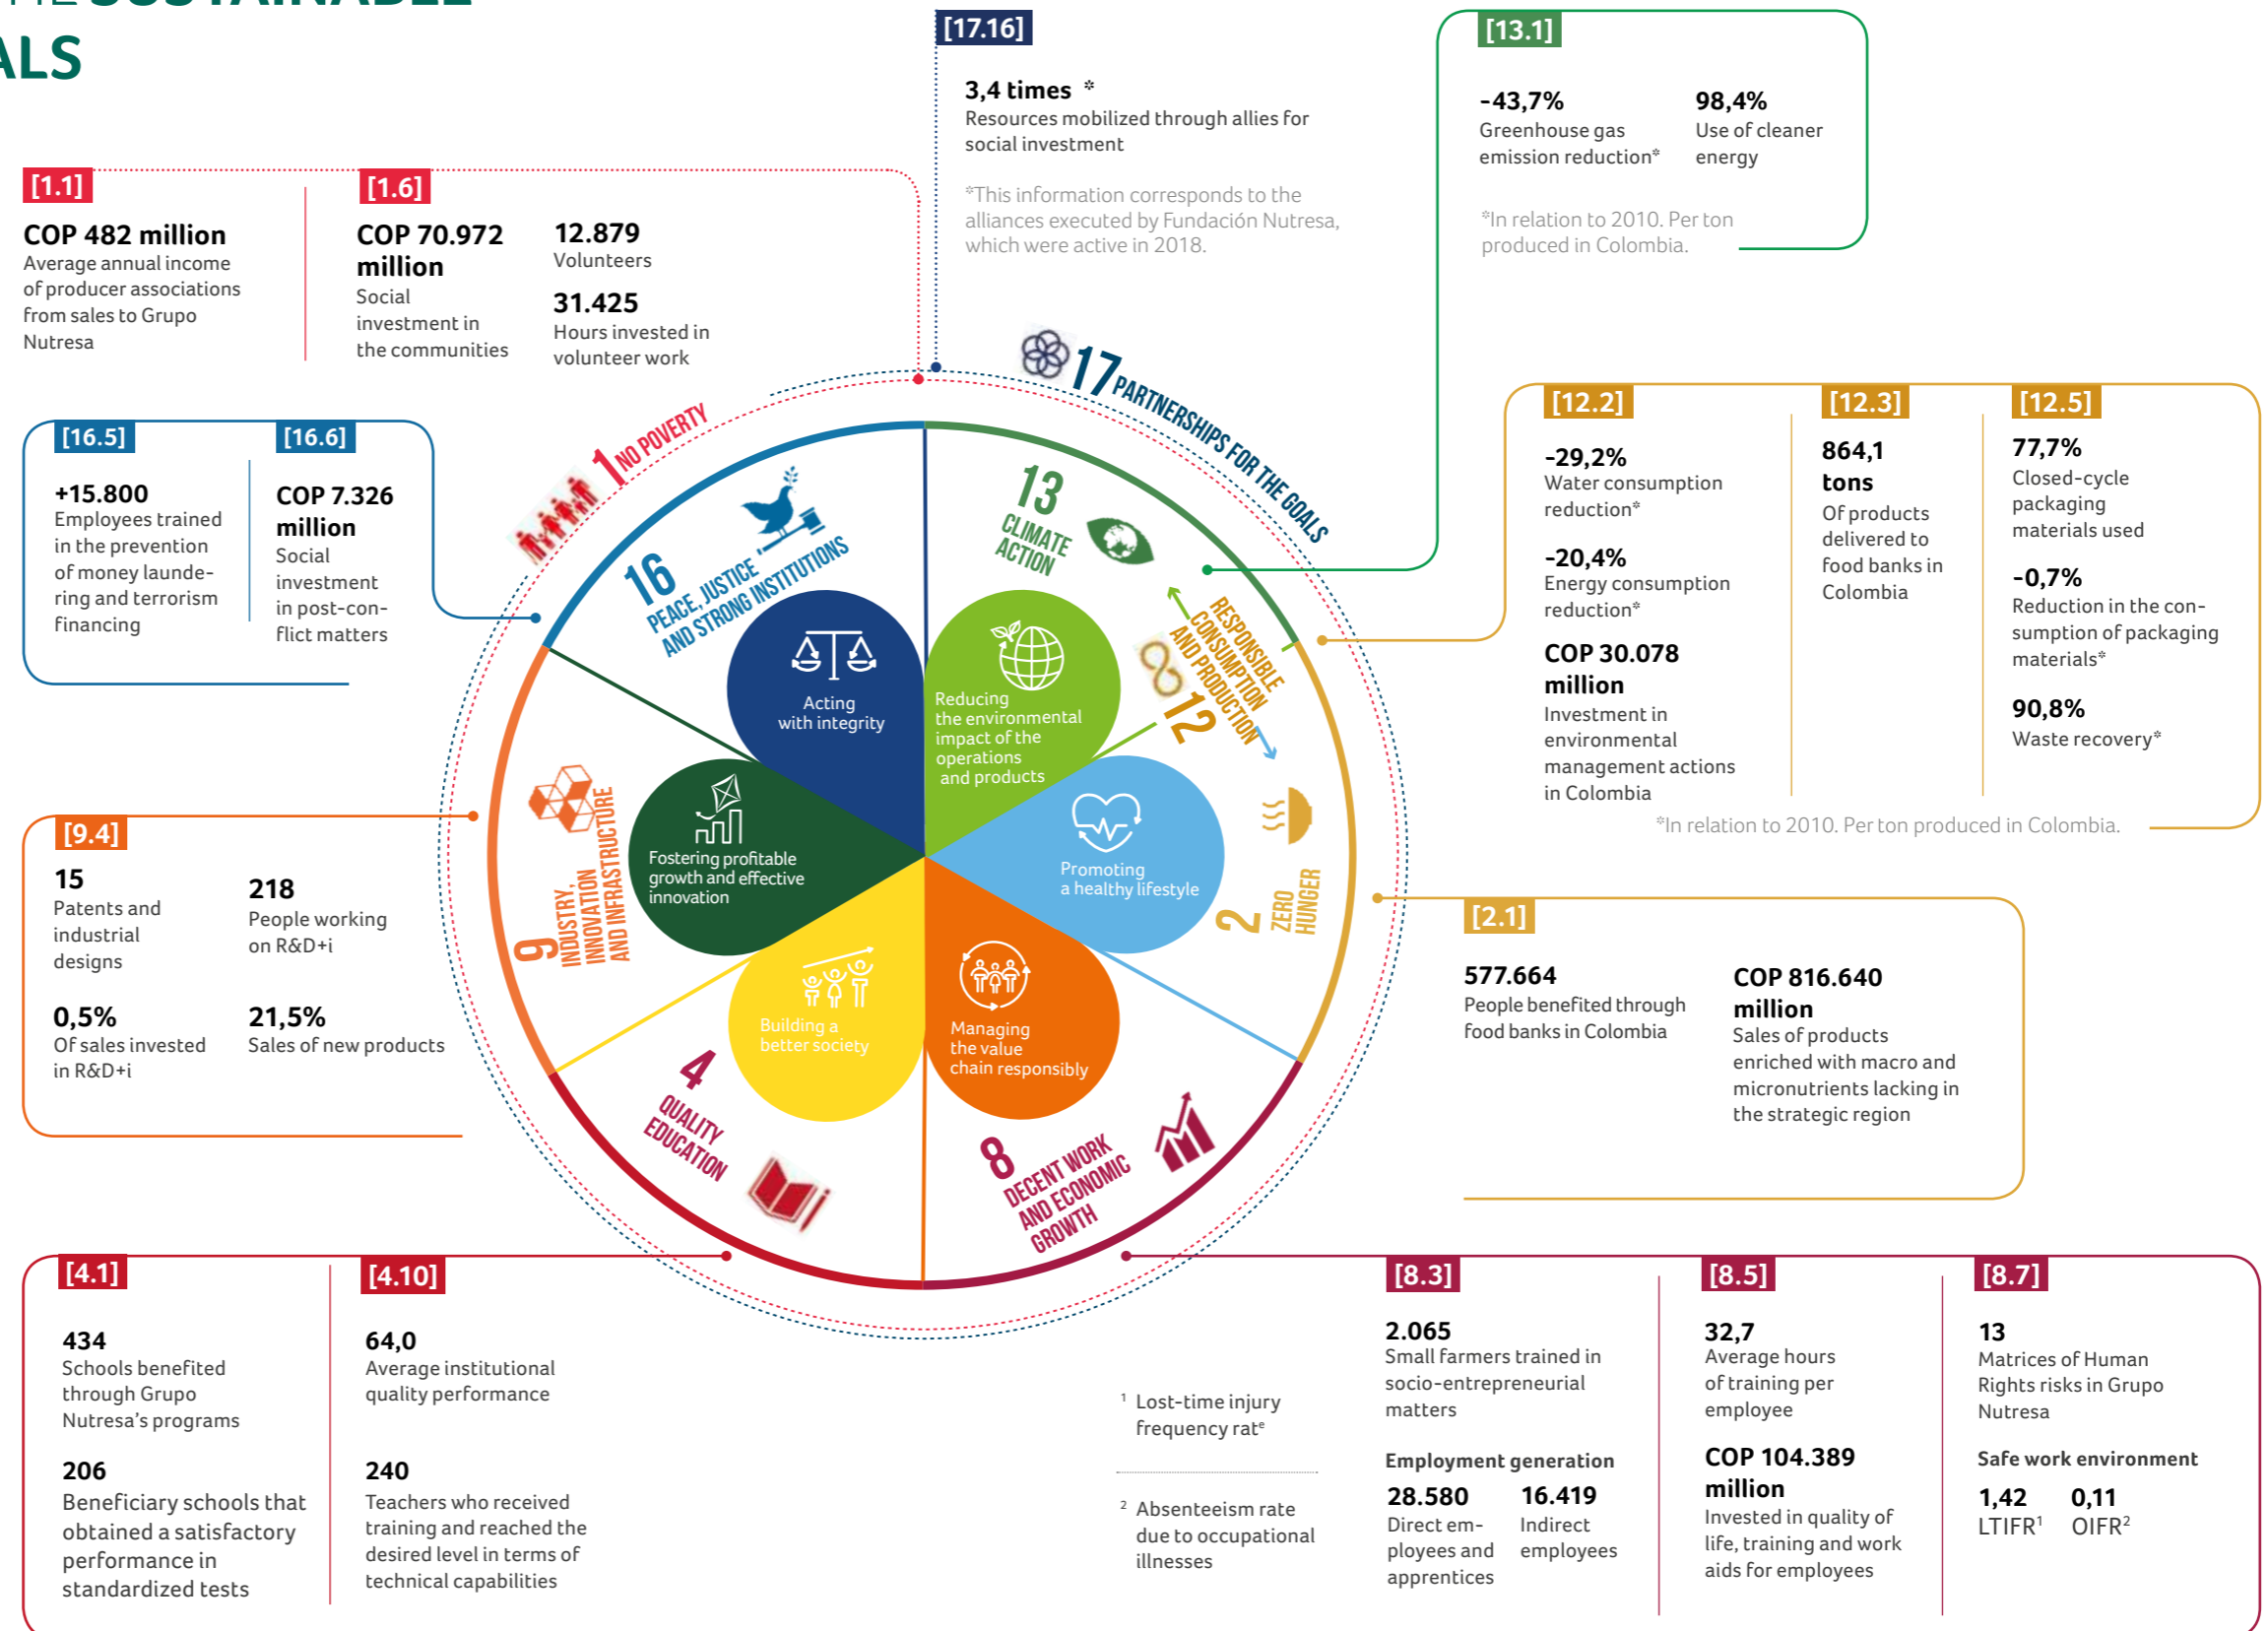 THE SUSTAINABLE
ALS
[17.16]
3,4 times *
Resources mobilized through allies for
social investment
*This information corresponds to the
alliances executed by Fundación Nutresa,
which were active in 2018.
[13.1]
-43,7%
Greenhouse gas
emission reduction*
98,4%
Use of cleaner
energy
*In relation to 2010. Per ton
produced in Colombia.
[1.1]
COP 482 million
Average annual income
of producer associations
from sales to Grupo
Nutresa
[1.6]
COP 70.972
million
Social
investment in
the communities
12.879
Volunteers
31.425
Hours invested in
volunteer work
[16.5]
+15.800
Employees trained
in the prevention
of money launde-
ring and terrorism
financing
[16.6]
COP 7.326
million
Social
investment
in post-con-
flict matters
1 NO POVERTY
17 PARTNERSHIPS FOR THE GOALS
16
PEACE, JUSTICE
AND STRONG INSTITUTIONS
13
CLIMATE
ACTION
RESPONSIBLE
CONSUMPTION
AND PRODUCTION
12
[12.2]
-29,2%
Water consumption
reduction*
-20,4%
Energy consumption
reduction*
COP 30.078
million
Investment in
environmental
management actions
in Colombia
[12.3]
864,1
tons
Of products
delivered to
food banks in
Colombia
[12.5]
77,7%
Closed-cycle
packaging
materials used
-0,7%
Reduction in the con-
sumption of packaging
materials*
90,8%
Waste recovery*
*In relation to 2010. Per ton produced in Colombia.
Acting
with integrity
Reducing
the environmental
impact of the
operations
and products
Fostering profitable
growth and effective
innovation
Promoting
a healthy lifestyle
Building a
better society
Managing
the value
chain responsibly
9
INDUSTRY,
INNOVATION
AND INFRASTRUCTURE
2
ZERO
HUNGER
4
QUALITY
EDUCATION
8
DECENT WORK
AND ECONOMIC
GROWTH
[9.4]
15
Patents and
industrial
designs
218
People working
on R&D+i
0,5%
Of sales invested
in R&D+i
21,5%
Sales of new products
[2.1]
577.664
People benefited through
food banks in Colombia
COP 816.640
million
Sales of products
enriched with macro and
micronutrients lacking in
the strategic region
[4.1]
434
Schools benefited
through Grupo
Nutresa's programs
206
Beneficiary schools that
obtained a satisfactory
performance in
standardized tests
[4.10]
64,0
Average institutional
quality performance
240
Teachers who received
training and reached the
desired level in terms of
technical capabilities
1 Lost-time injury
frequency rate
2 Absenteeism rate
due to occupational
illnesses
[8.3]
2.065
Small farmers trained in
socio-entrepreneurial
matters
Employment generation
28.580
Direct em-
ployees and
apprentices
16.419
Indirect
employees
[8.5]
32,7
Average hours
of training per
employee
COP 104.389
million
Invested in quality of
life, training and work
aids for employees
[8.7]
13
Matrices of Human
Rights risks in Grupo
Nutresa
Safe work environment
1,42
LTIFR1
0,11
OIFR2